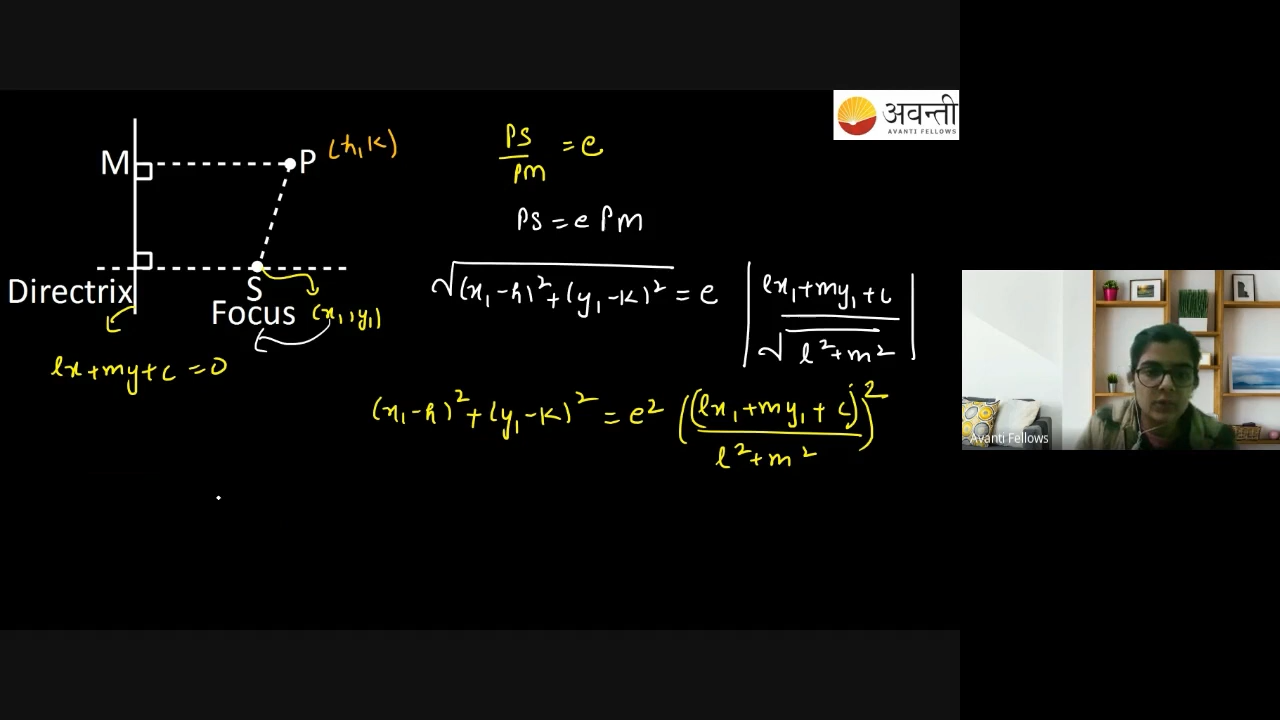 अवन्ती
AVANTI FELLOWS
M
P (h, k)
S
(x₁, y₁)
Directrix
Focus
lx+my+c =0
PS/PM = e
PS = e PM
√(x₁-h)²+(y₁-k)² = e |lx₁+my₁+c / √l²+m²|
(x₁-h)²+(y₁-k)² = e² ((lx₁+my₁+c)² / l²+m²)
Avanti Fellows